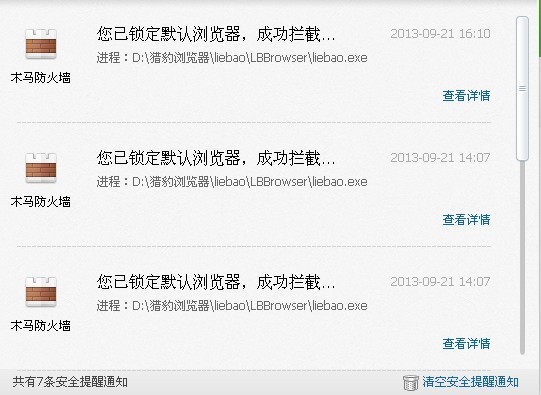 您已锁定默认浏览器，成功拦截... 2013-09-21 16:10
进程：D:\猎豹浏览器\liebao\LBBrowser\liebao.exe
木马防火墙
查看详情
您已锁定默认浏览器，成功拦截... 2013-09-21 14:07
进程：D:\猎豹浏览器\liebao\LBBrowser\liebao.exe
木马防火墙
查看详情
您已锁定默认浏览器，成功拦截... 2013-09-21 14:07
进程：D:\猎豹浏览器\liebao\LBBrowser\liebao.exe
木马防火墙
查看详情
共有7条安全提醒通知 清空安全提醒通知